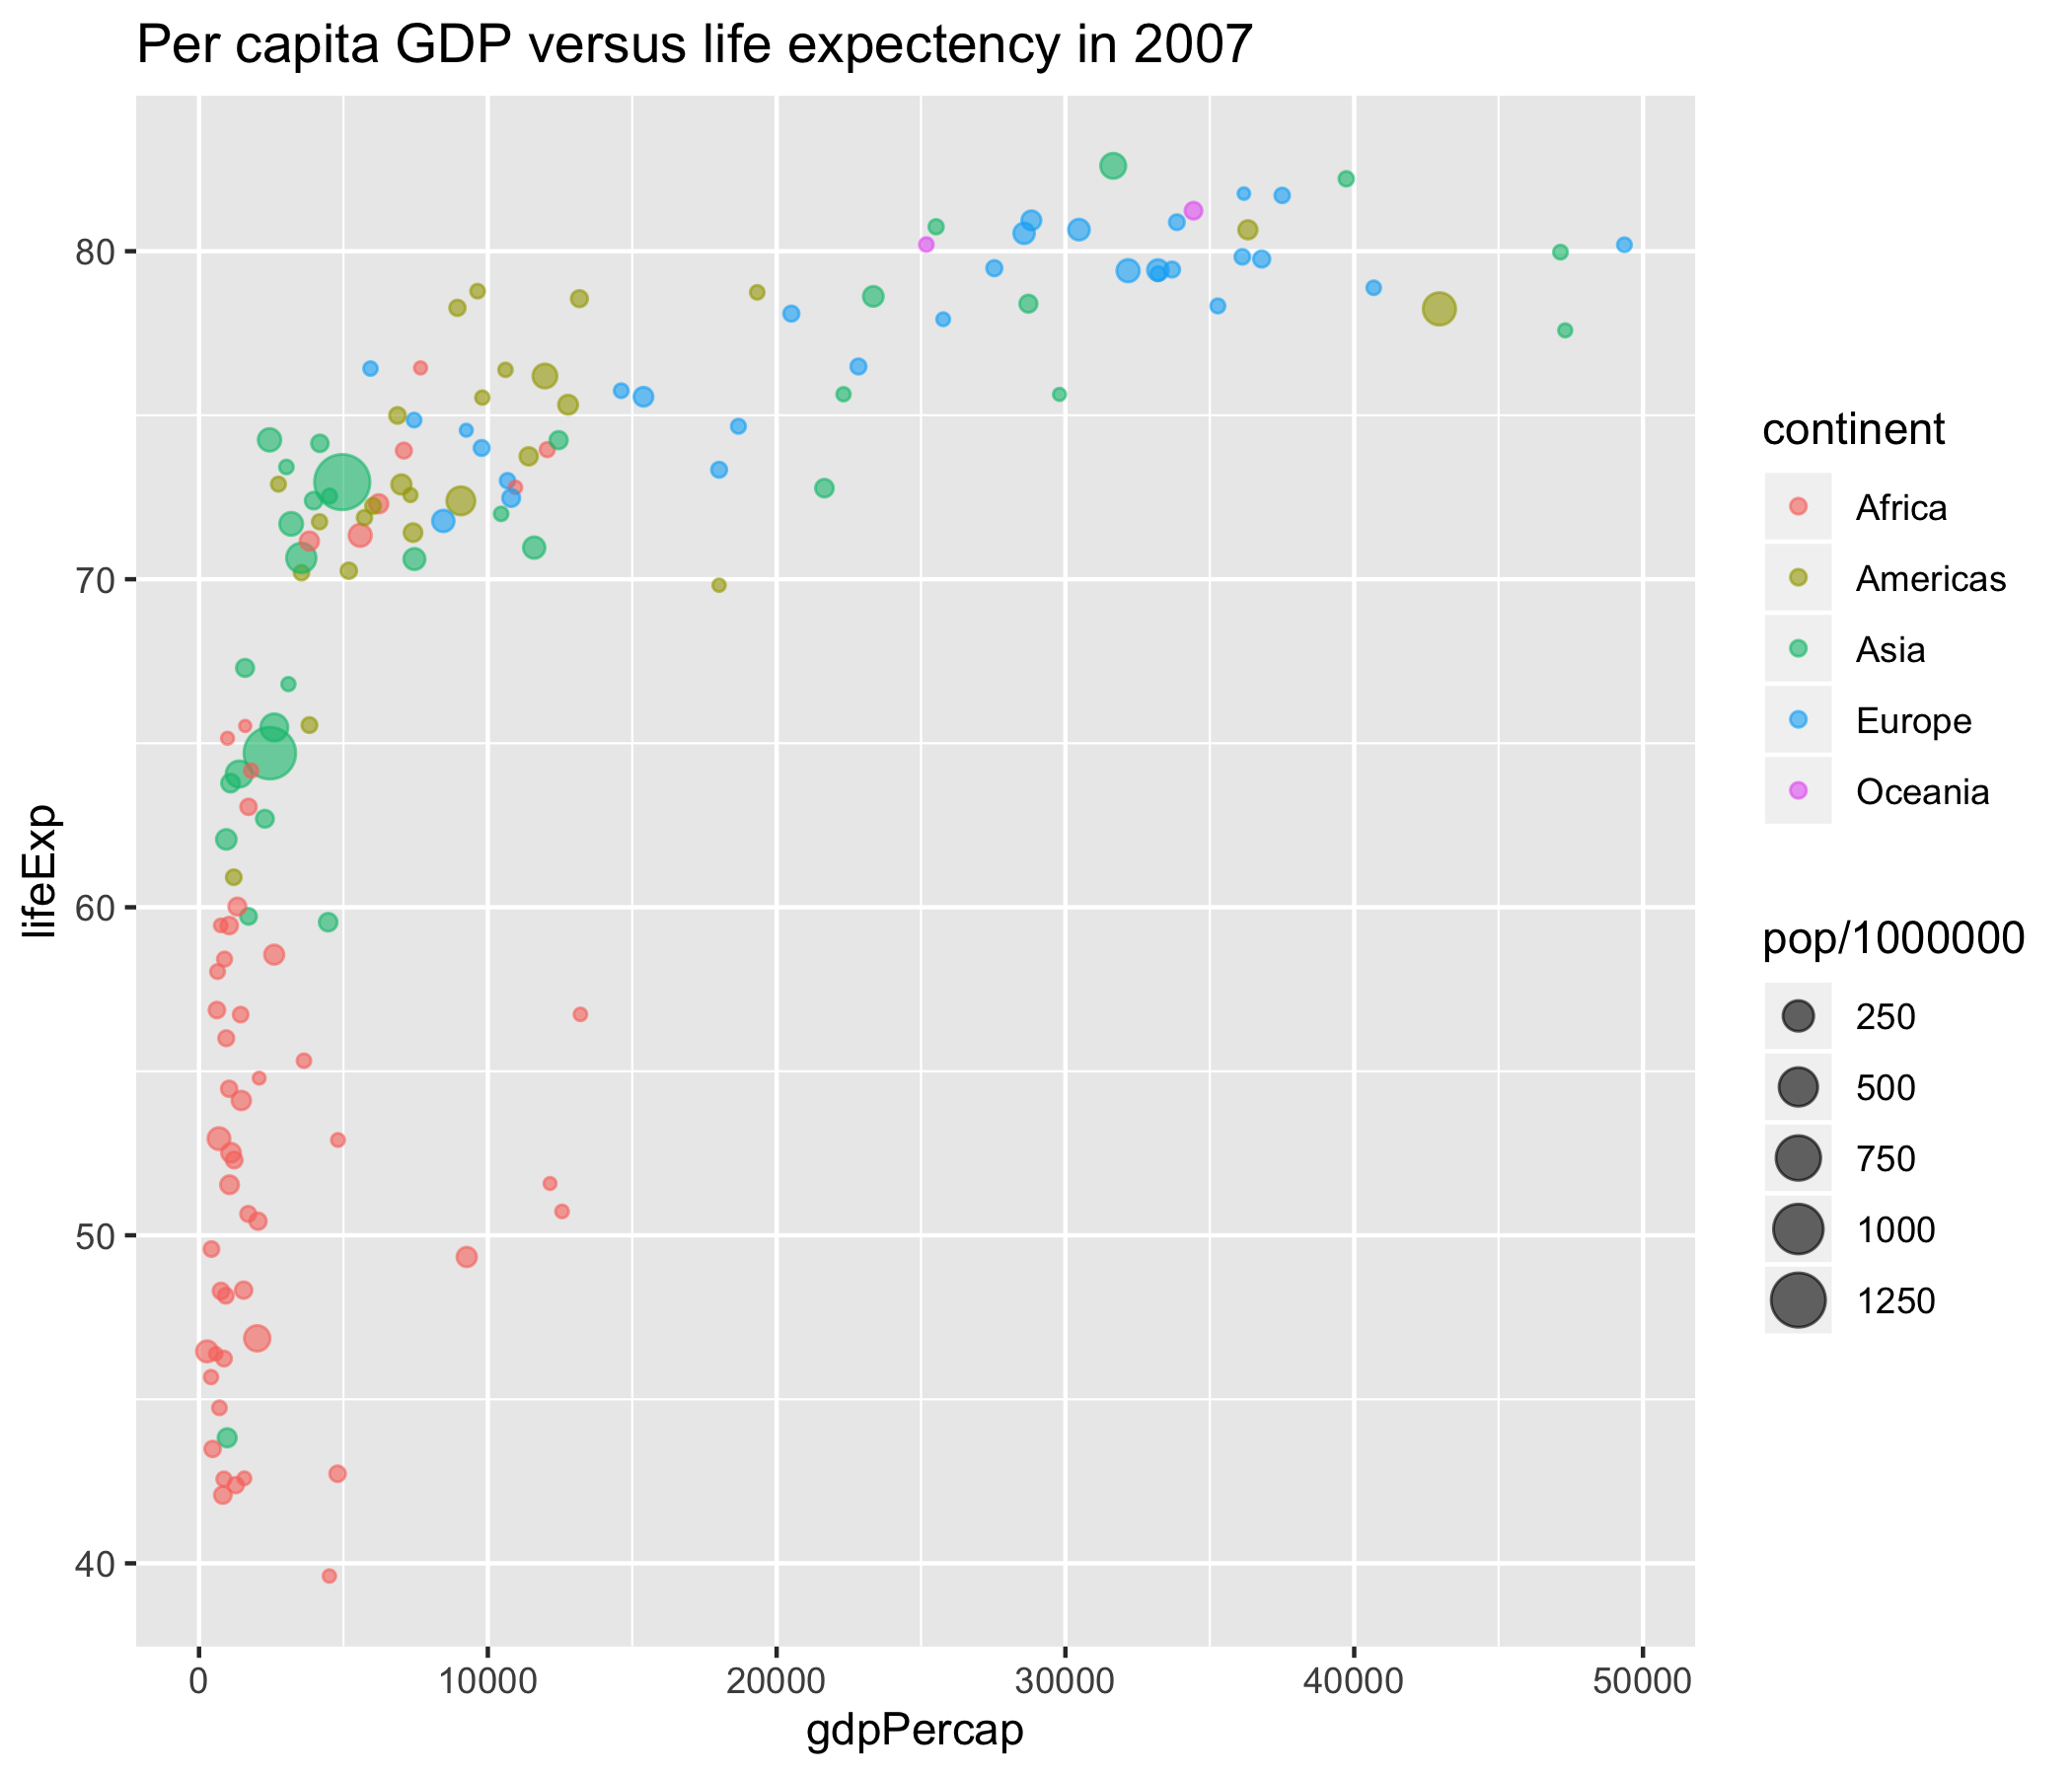 Per capita GDP versus life expectency in 2007
lifeExp
80
70
60
50
40
0 10000 20000 30000 40000 50000
gdpPercap
continent
Africa
Americas
Asia
Europe
Oceania
pop/1000000
250
500
750
1000
1250